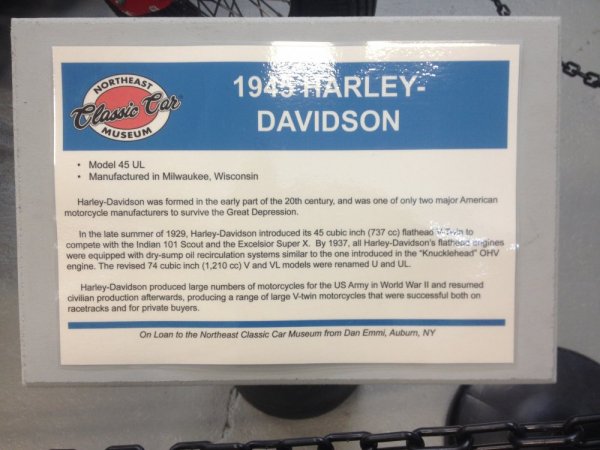 NORTHEAST
Classic Car
MUSEUM
1945 HARLEY-
DAVIDSON
• Model 45 UL
• Manufactured in Milwaukee, Wisconsin
Harley-Davidson was formed in the early part of the 20th century, and was one of only two major American
motorcycle manufacturers to survive the Great Depression.
In the late summer of 1929, Harley-Davidson introduced its 45 cubic inch (737 cc) flathead V-Twin to
compete with the Indian 101 Scout and the Excelsior Super X. By 1937, all Harley-Davidson's flathead engines
were equipped with dry-sump oil recirculation systems similar to the one introduced in the "Knucklehead" OHV
engine. The revised 74 cubic inch (1,210 cc) V and VL models were renamed U and UL.
Harley-Davidson produced large numbers of motorcycles for the US Army in World War II and resumed
civilian production afterwards, producing a range of large V-twin motorcycles that were successful both on
racetracks and for private buyers.
On Loan to the Northeast Classic Car Museum from Dan Emmi, Auburn, NY